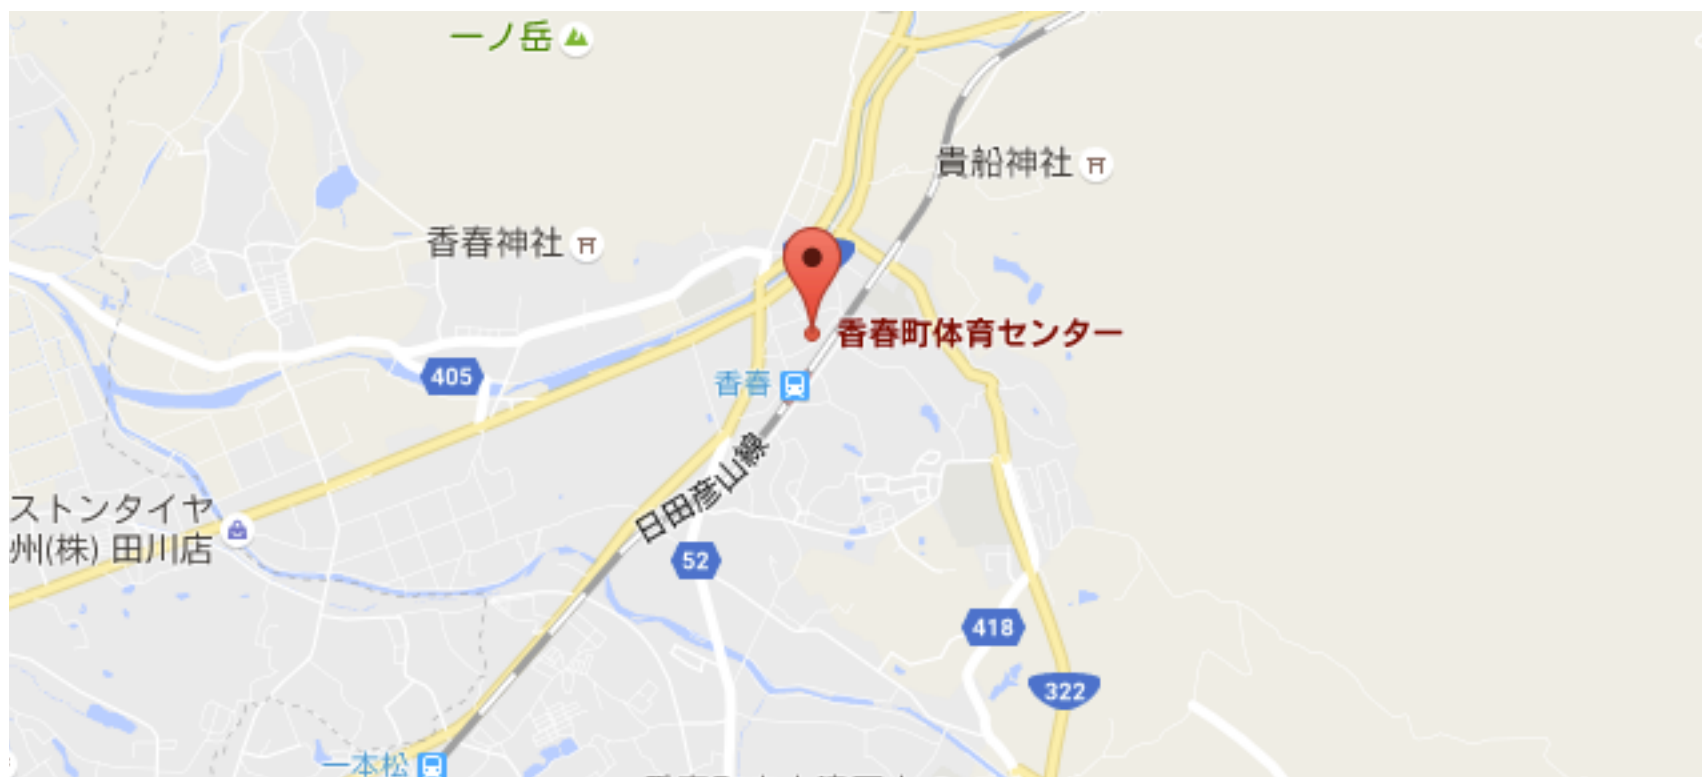 一ノ岳
貴船神社
香春神社
香春町体育センター
405
香春
日田彦山線
ストンタイヤ
州(株) 田川店
52
418
322
一本松